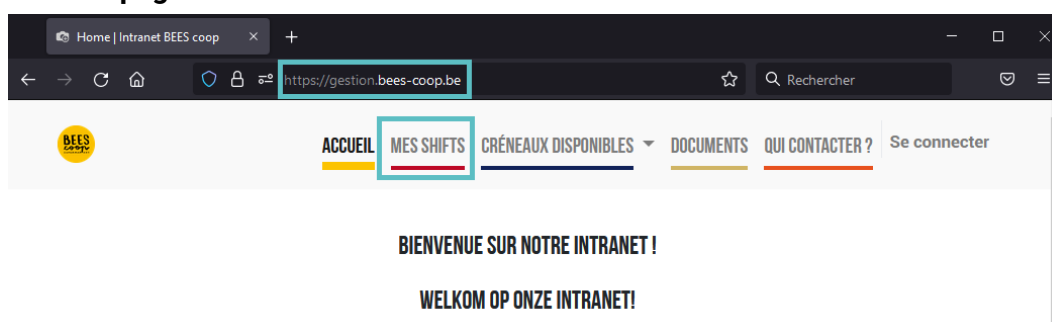 Home | Intranet BEES coop
https://gestion.bees-coop.be
Rechercher
BEES
coop
ACCUEIL MES SHIFTS CRÉNEAUX DISPONIBLES DOCUMENTS QUI CONTACTER ? Se connecter
BIENVENUE SUR NOTRE INTRANET !
WELKOM OP ONZE INTRANET!